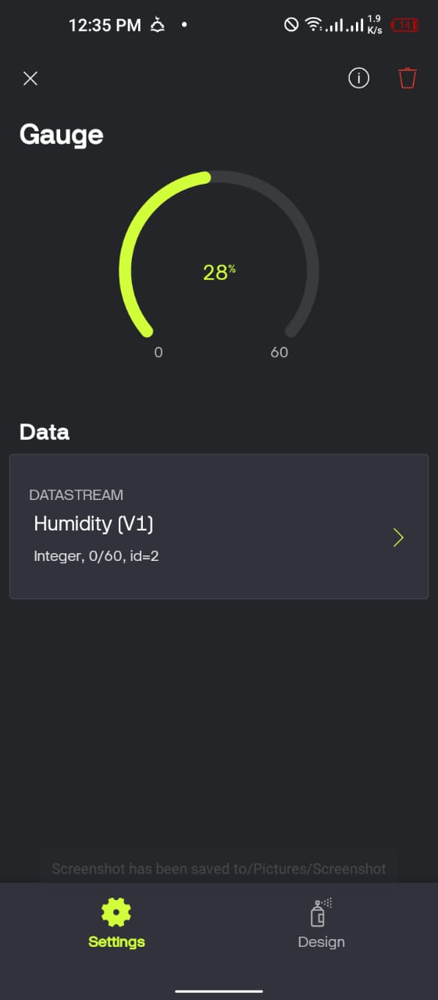 12:35 PM
1.9
K/s
14
Gauge
28%
0
60
Data
DATASTREAM
Humidity (V1)
Integer, 0/60, id=2
Screenshot has been saved to/Pictures/Screenshot
Settings
Design